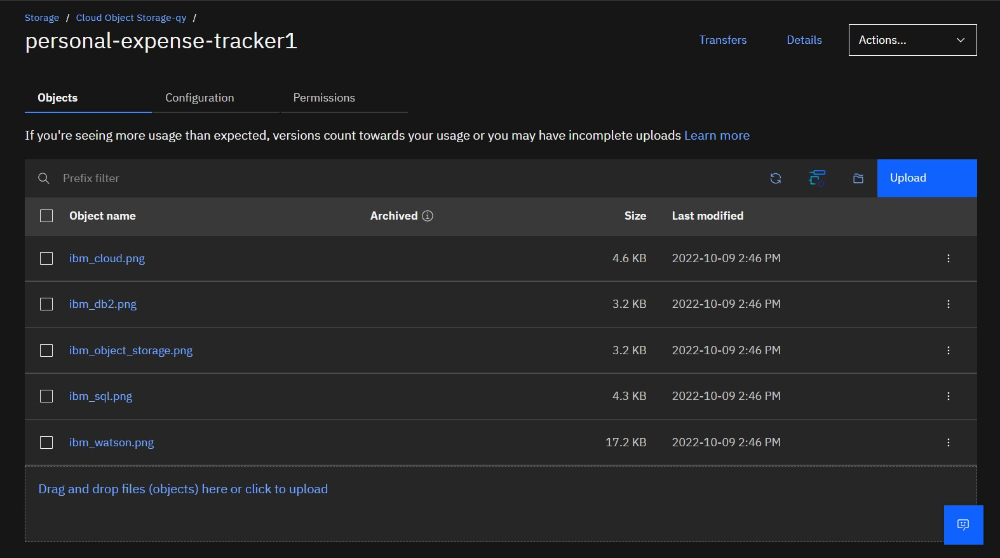 Storage / Cloud Object Storage-qy /
personal-expense-tracker1
Transfers Details Actions...
Objects Configuration Permissions
If you're seeing more usage than expected, versions count towards your usage or you may have incomplete uploads Learn more
Prefix filter Upload
Object name Archived Size Last modified
ibm_cloud.png 4.6 KB 2022-10-09 2:46 PM
ibm_db2.png 3.2 KB 2022-10-09 2:46 PM
ibm_object_storage.png 3.2 KB 2022-10-09 2:46 PM
ibm_sql.png 4.3 KB 2022-10-09 2:46 PM
ibm_watson.png 17.2 KB 2022-10-09 2:46 PM
Drag and drop files (objects) here or click to upload